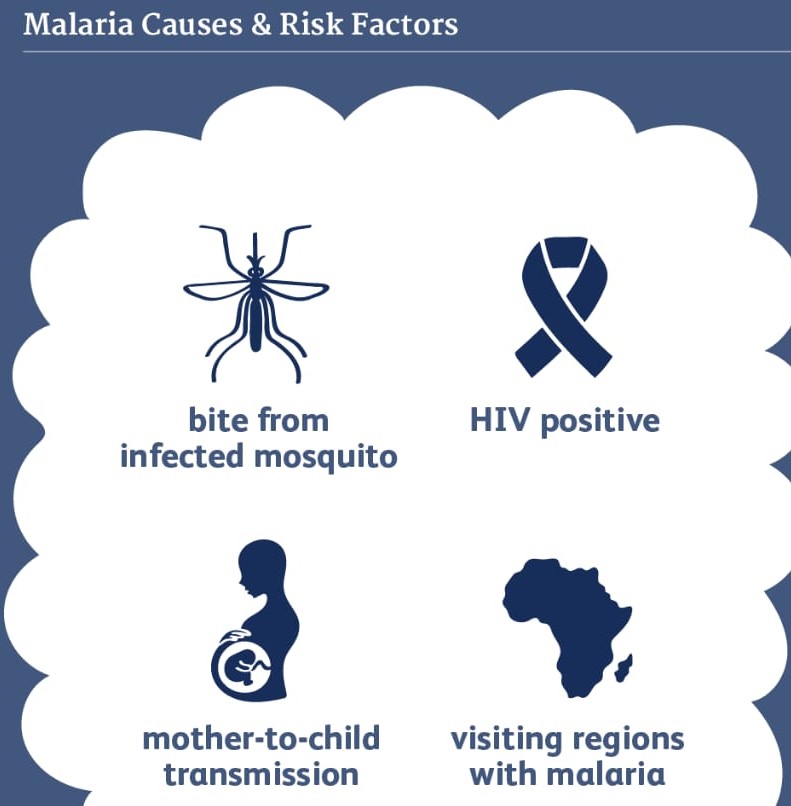 Malaria Causes & Risk Factors
bite from
infected mosquito
HIV positive
mother-to-child
transmission
visiting regions
with malaria